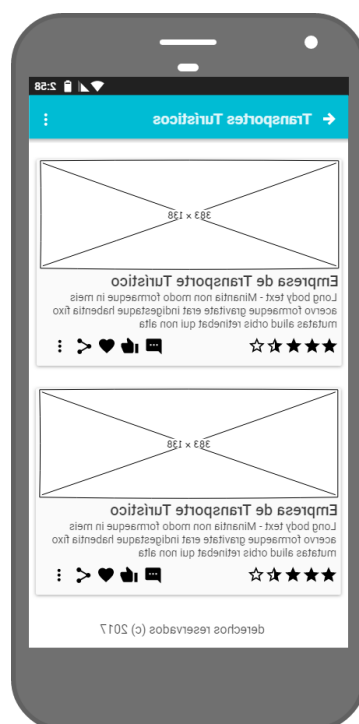 2:58
Transportes Turísticos
383 x 138
Empresa de Transporte Turístico
Long body text - Minantia non modo formaeque in meis
acervo formaeque gravitate erat indigestaque habentia fixo
mutatas aliud orbis retinebat qui non alta
383 x 138
Empresa de Transporte Turístico
Long body text - Minantia non modo formaeque in meis
acervo formaeque gravitate erat indigestaque habentia fixo
mutatas aliud orbis retinebat qui non alta
derechos reservados (c) 2017